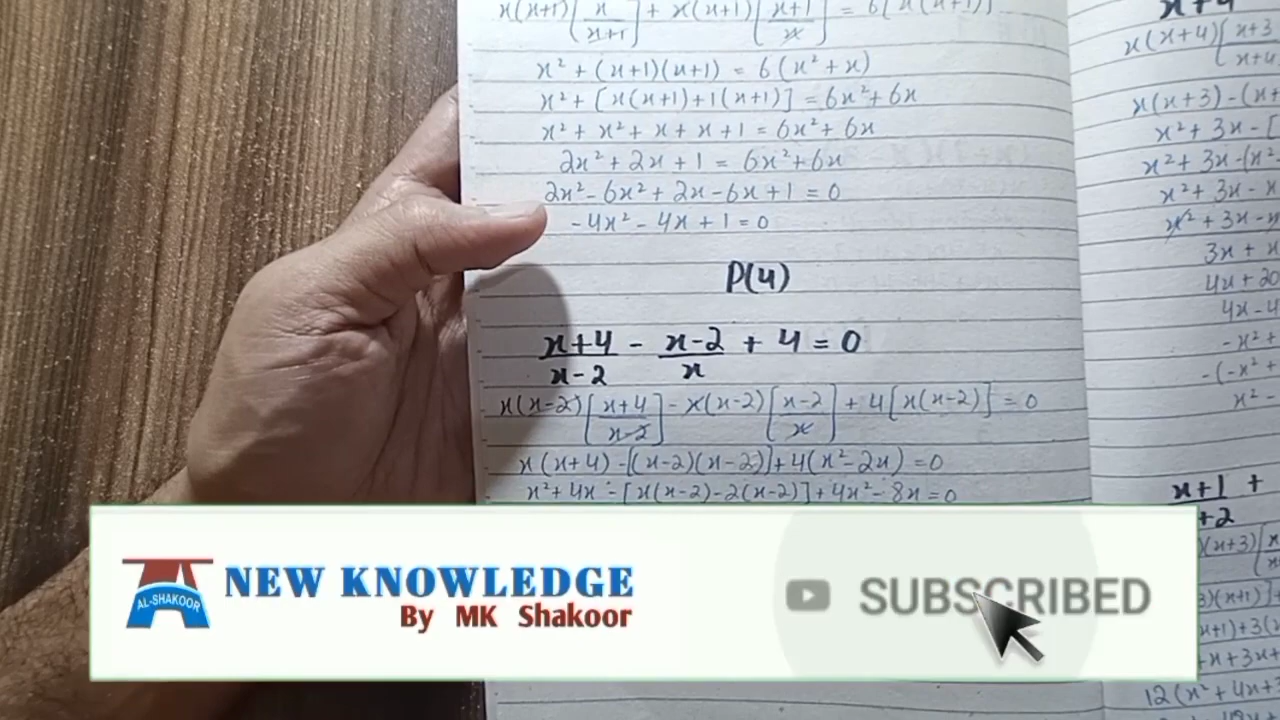 x(x+1)[x/x+1] + x(x+1)[x+1/x] = 6[x(x+1)]
x² + (x+1)(x+1) = 6(x² + x)
x² + [x(x+1)+1(x+1)] = 6x² + 6x
x² + x² + x + x + 1 = 6x² + 6x
2x² + 2x + 1 = 6x² + 6x
2x² - 6x² + 2x - 6x + 1 = 0
-4x² - 4x + 1 = 0
P(4)
x+4/x-2 - x-2/x + 4 = 0
x(x-2)[x+4/x-2] - x(x-2)[x-2/x] + 4[x(x-2)] = 0
x(x+4) - [(x-2)(x-2)] + 4(x² - 2x) = 0
x² + 4x - [x(x-2) - 2(x-2)] + 4x² - 8x = 0
x+4
x(x+4)[x+3/x+4
x(x+3) - (x+
x² + 3x - [
x² + 3x - (x²
x² + 3x - x
x² + 3x - x
3x + x
4x + 20
4x - 4
-x² +
-(-x² +
x² -
x+1 +
+2
(x+3)[x
)(x+1)]+
x+1)+3(
+x+3x+
12(x² + 4x+3
AL-SHAKOOR
NEW KNOWLEDGE
By MK Shakoor
SUBSCRIBED